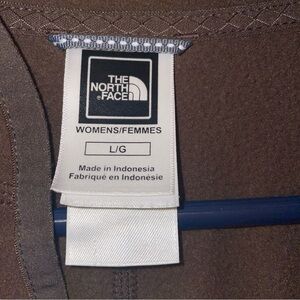 THE
NORTH
FACE
WOMENS/FEMMES
L/G
Made in Indonesia
Fabriqué en Indonésie